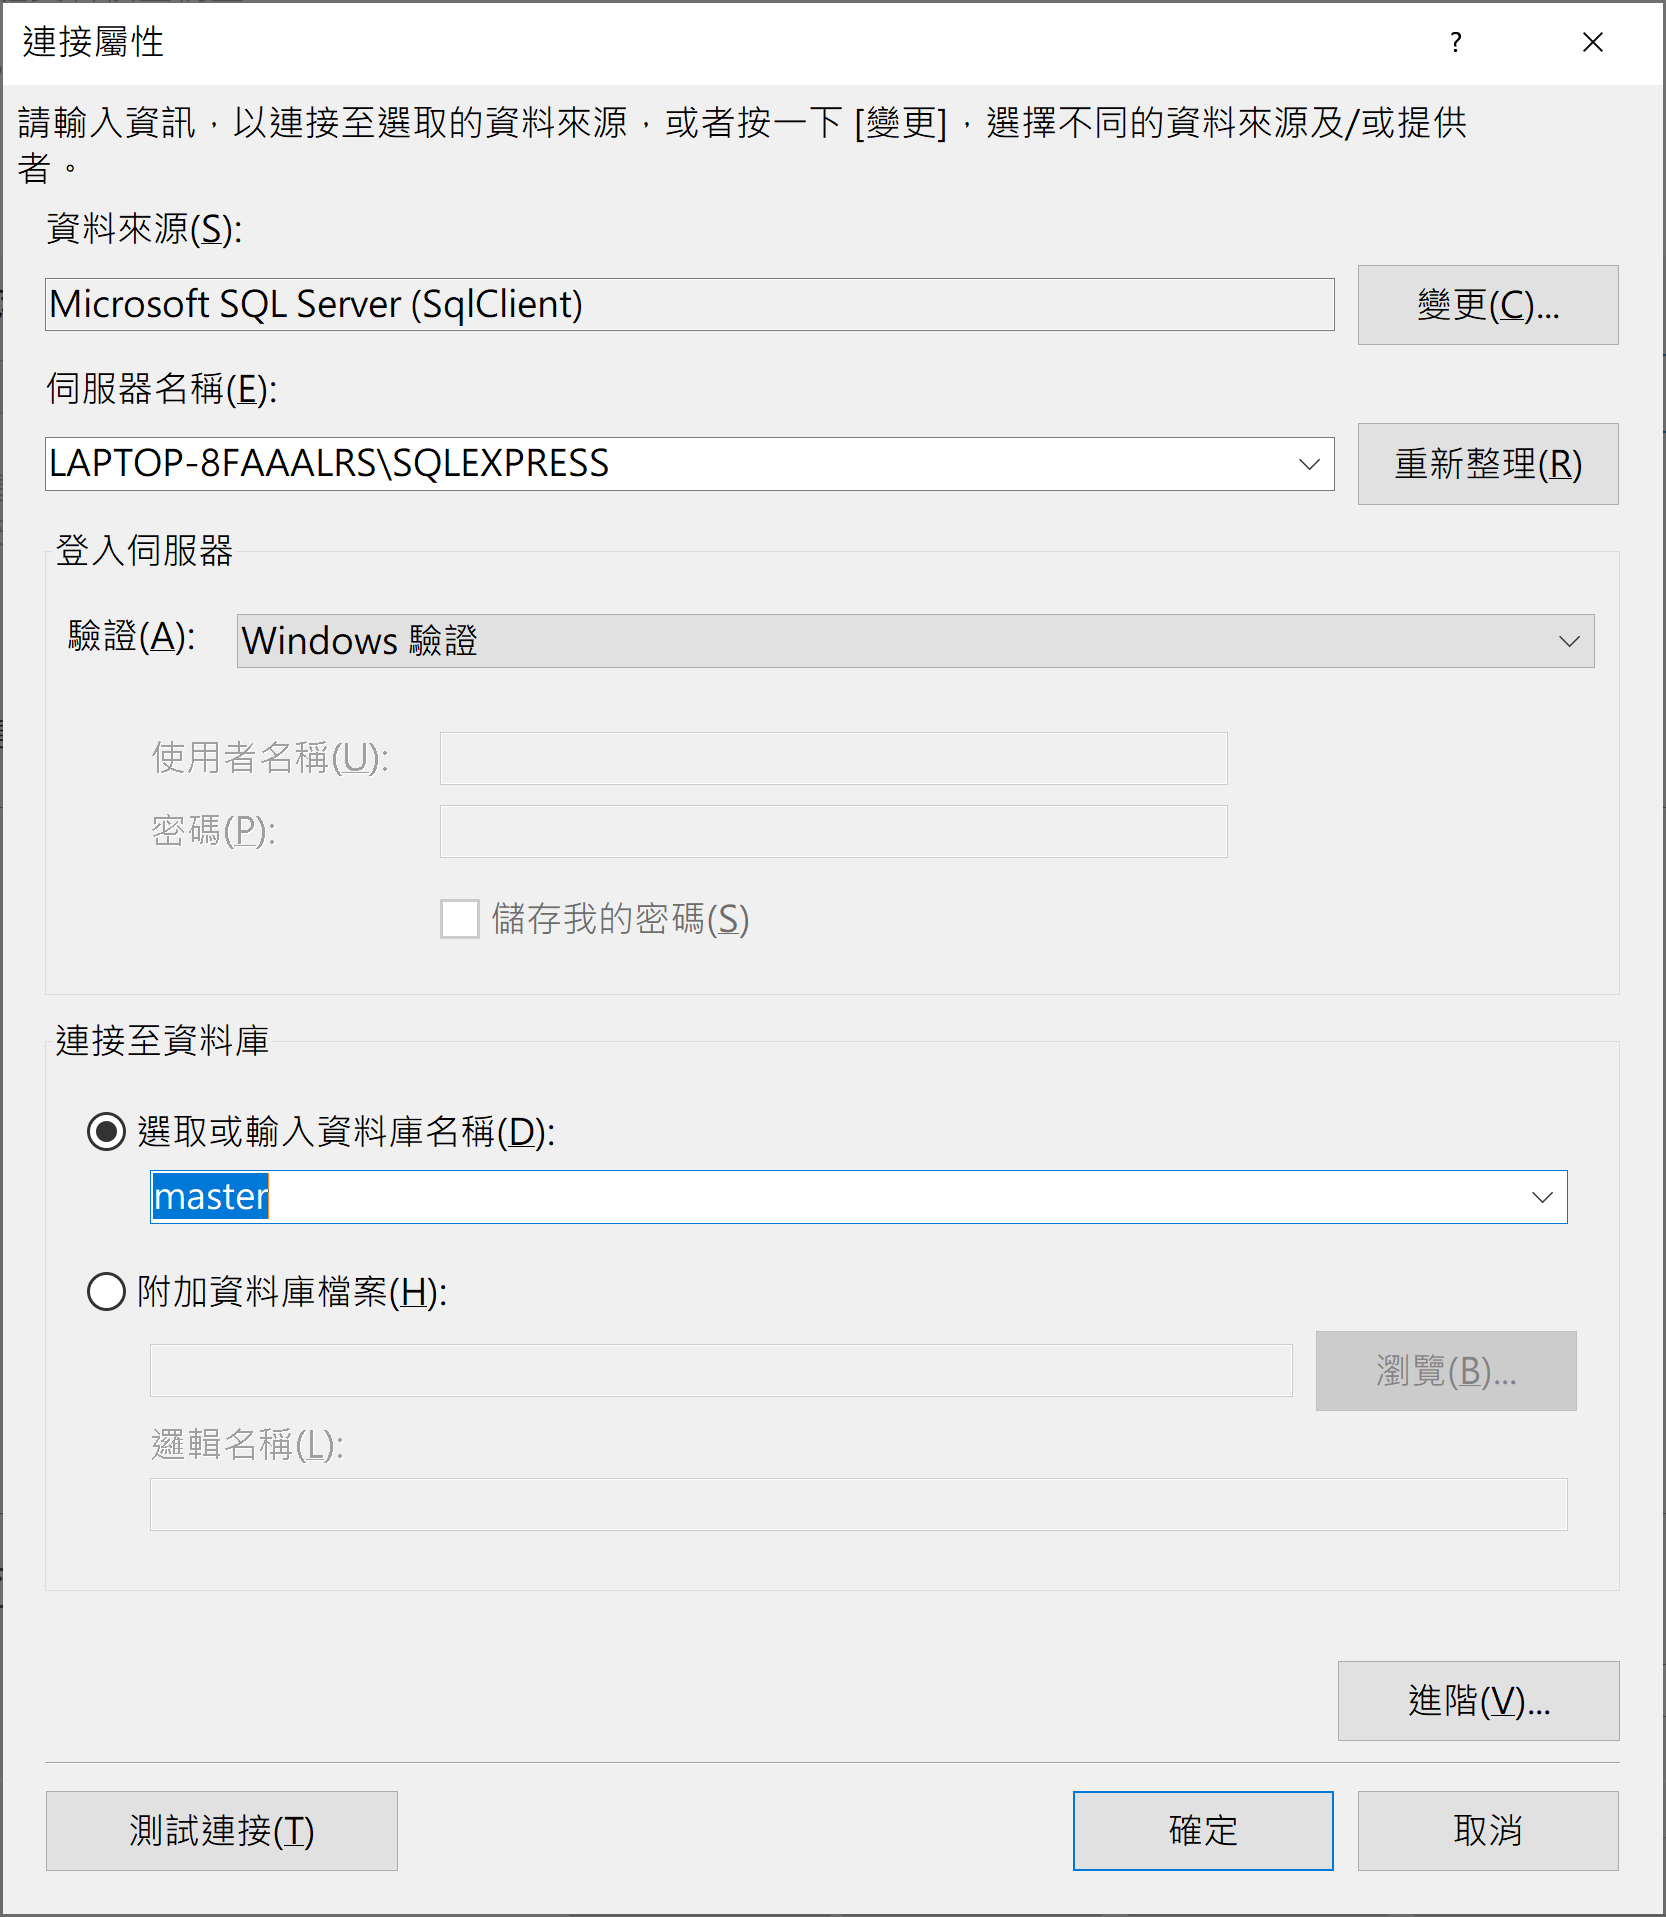 連接屬性
?
請輸入資訊，以連接至選取的資料來源，或者按一下 [變更]，選擇不同的資料來源及/或提供
者。
資料來源(S):
Microsoft SQL Server (SqlClient)
變更(C)...
伺服器名稱(E):
LAPTOP-8FAAALRS\SQLEXPRESS
重新整理(R)
登入伺服器
驗證(A):
Windows 驗證
使用者名稱(U):
密碼(P):
儲存我的密碼(S)
連接至資料庫
選取或輸入資料庫名稱(D):
master
附加資料庫檔案(H):
瀏覽(B)...
邏輯名稱(L):
進階(V)...
測試連接(T)
確定
取消